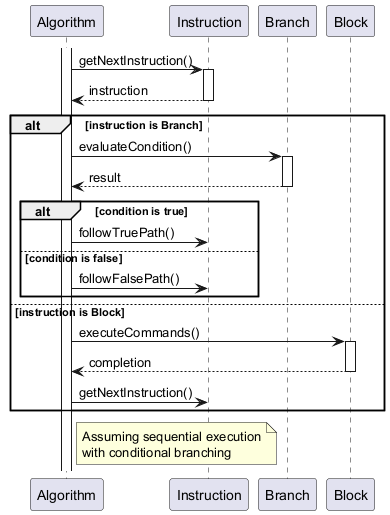 Algorithm Instruction Branch Block
getNextInstruction()
instruction
alt [instruction is Branch]
evaluateCondition()
result
alt [condition is true]
followTruePath()
[condition is false]
followFalsePath()
[instruction is Block]
executeCommands()
completion
getNextInstruction()
Assuming sequential execution
with conditional branching
Algorithm Instruction Branch Block